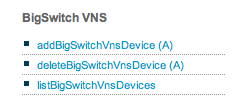 BigSwitch VNS
addBigSwitchVnsDevice (A)
deleteBigSwitchVnsDevice (A)
listBigSwitchVnsDevices